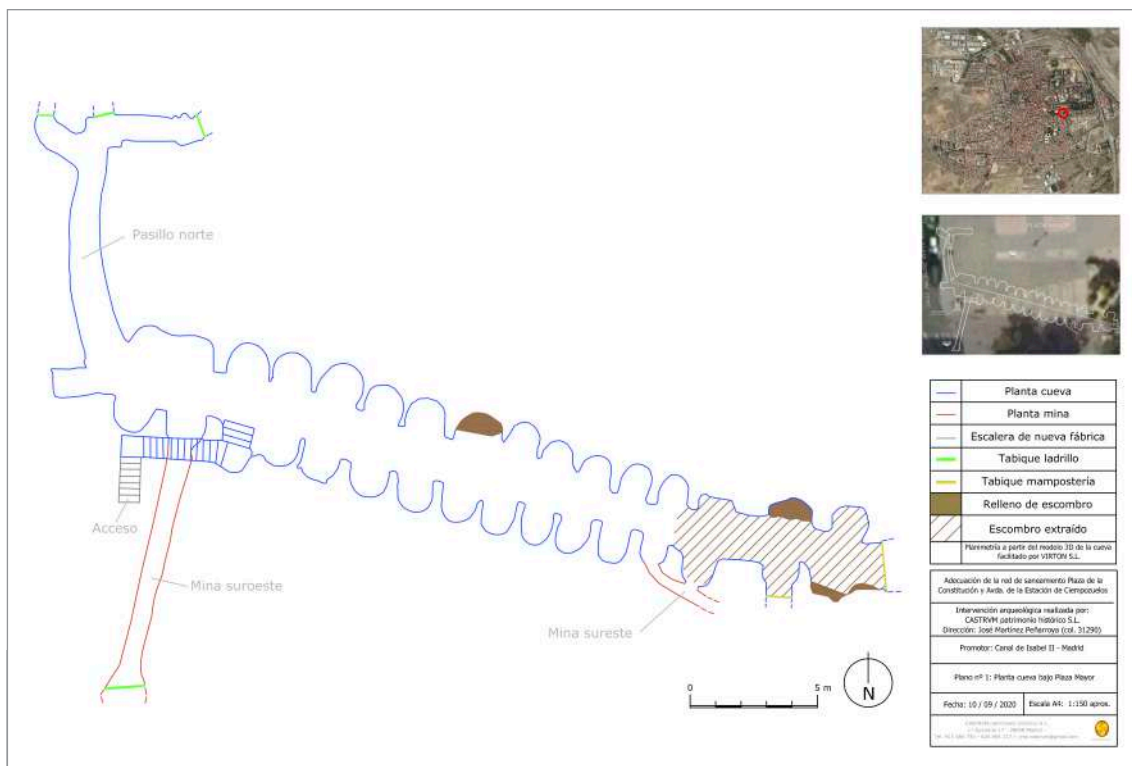 Pasillo norte
Acceso
Mina suroeste
Mina sureste
0
5 m
N
Planta cueva
Planta mina
Escalera de nueva fábrica
Tabique ladrillo
Tabique mampostería
Relleno de escombro
Escombro extraído
Planimetría a partir del modelo 3D de la cueva
facilitado por VIRTON S.L.
Adecuación de la red de saneamiento Plaza de la
Constitución y Avda. de la Estación de Ciempozuelos
Intervención arqueológica realizada por:
CASTRVM patrimonio histórico S.L.
Dirección: José Martínez Peñarroya (col. 31290)
Promotor: Canal de Isabel II - Madrid
Plano nº 1: Planta cueva bajo Plaza Mayor
Fecha: 10 / 09 / 2020
Escala A4: 1:150 aprox.